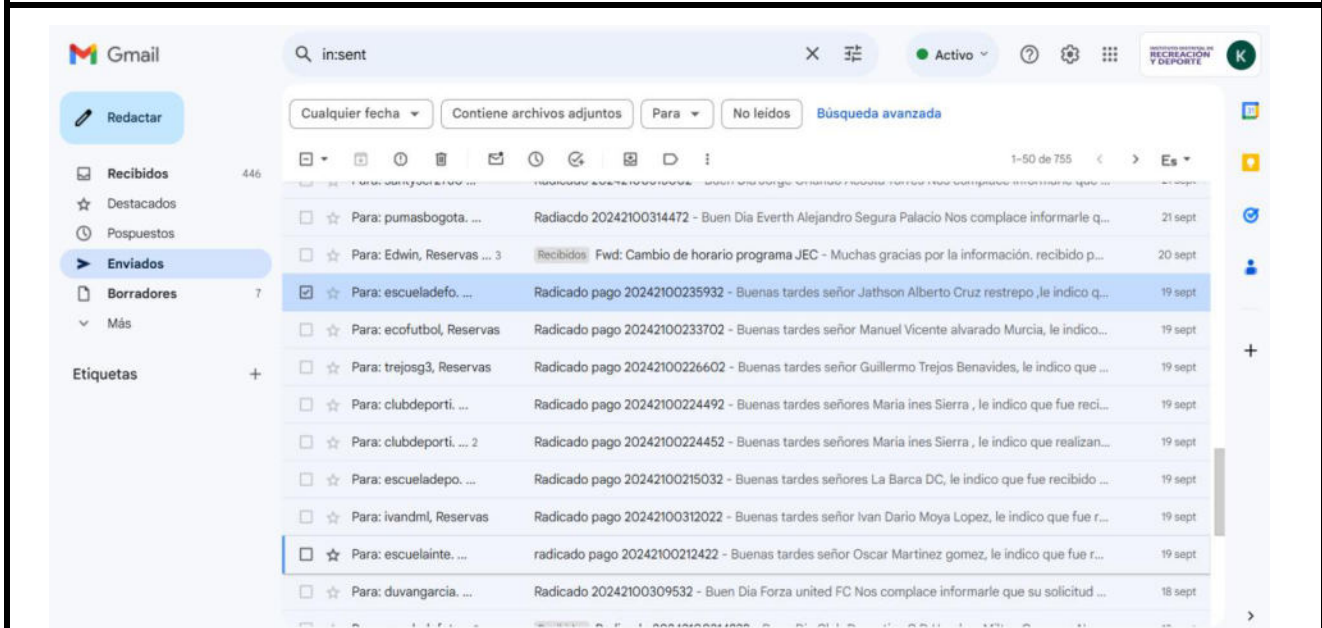 Gmail
in:sent
Activo
INSTITUTO DISTRITAL DE
RECREACIÓN
Y DEPORTE
K
Redactar
Cualquier fecha
Contiene archivos adjuntos
Para
No leídos
Búsqueda avanzada
1-50 de 755
Es
Recibidos 446
Destacados
Pospuestos
Enviados
Borradores 7
Más
Etiquetas
Para: pumasbogota. ... Radiacdo 20242100314472 - Buen Dia Everth Alejandro Segura Palacio Nos complace informarle q... 21 sept
Para: Edwin, Reservas ... 3 Recibidos Fwd: Cambio de horario programa JEC - Muchas gracias por la información. recibido p... 20 sept
Para: escueladefo. ... Radicado pago 20242100235932 - Buenas tardes señor Jathson Alberto Cruz restrepo ,le indico q... 19 sept
Para: ecofutbol, Reservas Radicado pago 20242100233702 - Buenas tardes señor Manuel Vicente alvarado Murcia, le indico... 19 sept
Para: trejosg3, Reservas Radicado pago 20242100226602 - Buenas tardes señor Guillermo Trejos Benavides, le indico que ... 19 sept
Para: clubdeporti. ... Radicado pago 20242100224492 - Buenas tardes señores Maria ines Sierra , le indico que fue reci... 19 sept
Para: clubdeporti. ... 2 Radicado pago 20242100224452 - Buenas tardes señores Maria ines Sierra , le indico que realizan... 19 sept
Para: escueladepo. ... Radicado pago 20242100215032 - Buenas tardes señores La Barca DC, le indico que fue recibido ... 19 sept
Para: ivandml, Reservas Radicado pago 20242100312022 - Buenas tardes señor Ivan Dario Moya Lopez, le indico que fue r... 19 sept
Para: escuelainte. ... radicado pago 20242100212422 - Buenas tardes señor Oscar Martinez gomez, le indico que fue r... 19 sept
Para: duvangarcia. ... Radicado 20242100309532 - Buen Dia Forza united FC Nos complace informarle que su solicitud ... 18 sept